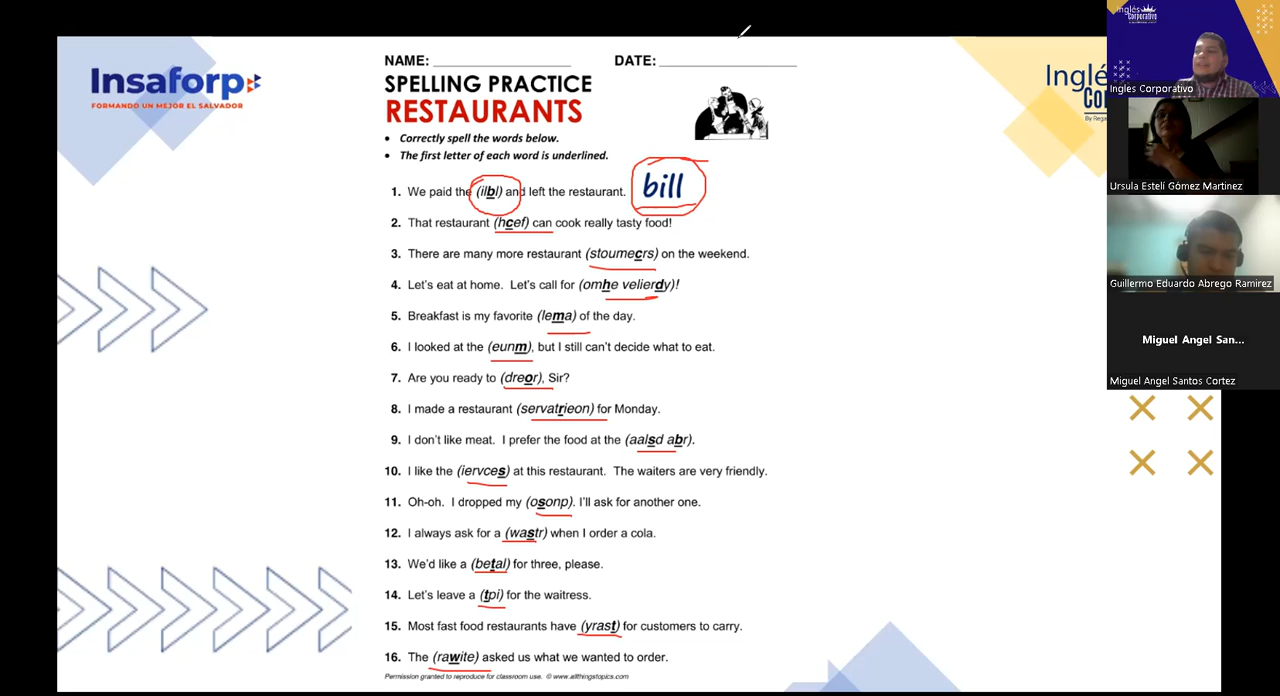 Insaforp
FORMANDO UN MEJOR EL SALVADOR
NAME: ________________ DATE: ________________
SPELLING PRACTICE
RESTAURANTS
• Correctly spell the words below.
• The first letter of each word is underlined.
1. We paid the (ilbl) and left the restaurant. bill
2. That restaurant (hcef) can cook really tasty food!
3. There are many more restaurant (stoumecrs) on the weekend.
4. Let's eat at home. Let's call for (omhe velierdy)!
5. Breakfast is my favorite (lema) of the day.
6. I looked at the (eunm), but I still can't decide what to eat.
7. Are you ready to (dreor), Sir?
8. I made a restaurant (servatrieon) for Monday.
9. I don't like meat. I prefer the food at the (aalsd abr).
10. I like the (iervces) at this restaurant. The waiters are very friendly.
11. Oh-oh. I dropped my (osonp). I'll ask for another one.
12. I always ask for a (wastr) when I order a cola.
13. We'd like a (betal) for three, please.
14. Let's leave a (tpi) for the waitress.
15. Most fast food restaurants have (yrast) for customers to carry.
16. The (rawite) asked us what we wanted to order.
Permission granted to reproduce for classroom use. © www.allthingstopics.com
Inglés
Corporativo
Ingles Corporativo
Ursula Estelí Gómez Martinez
Guillermo Eduardo Abrego Ramirez
Miguel Angel San...
Miguel Angel Santos Cortez